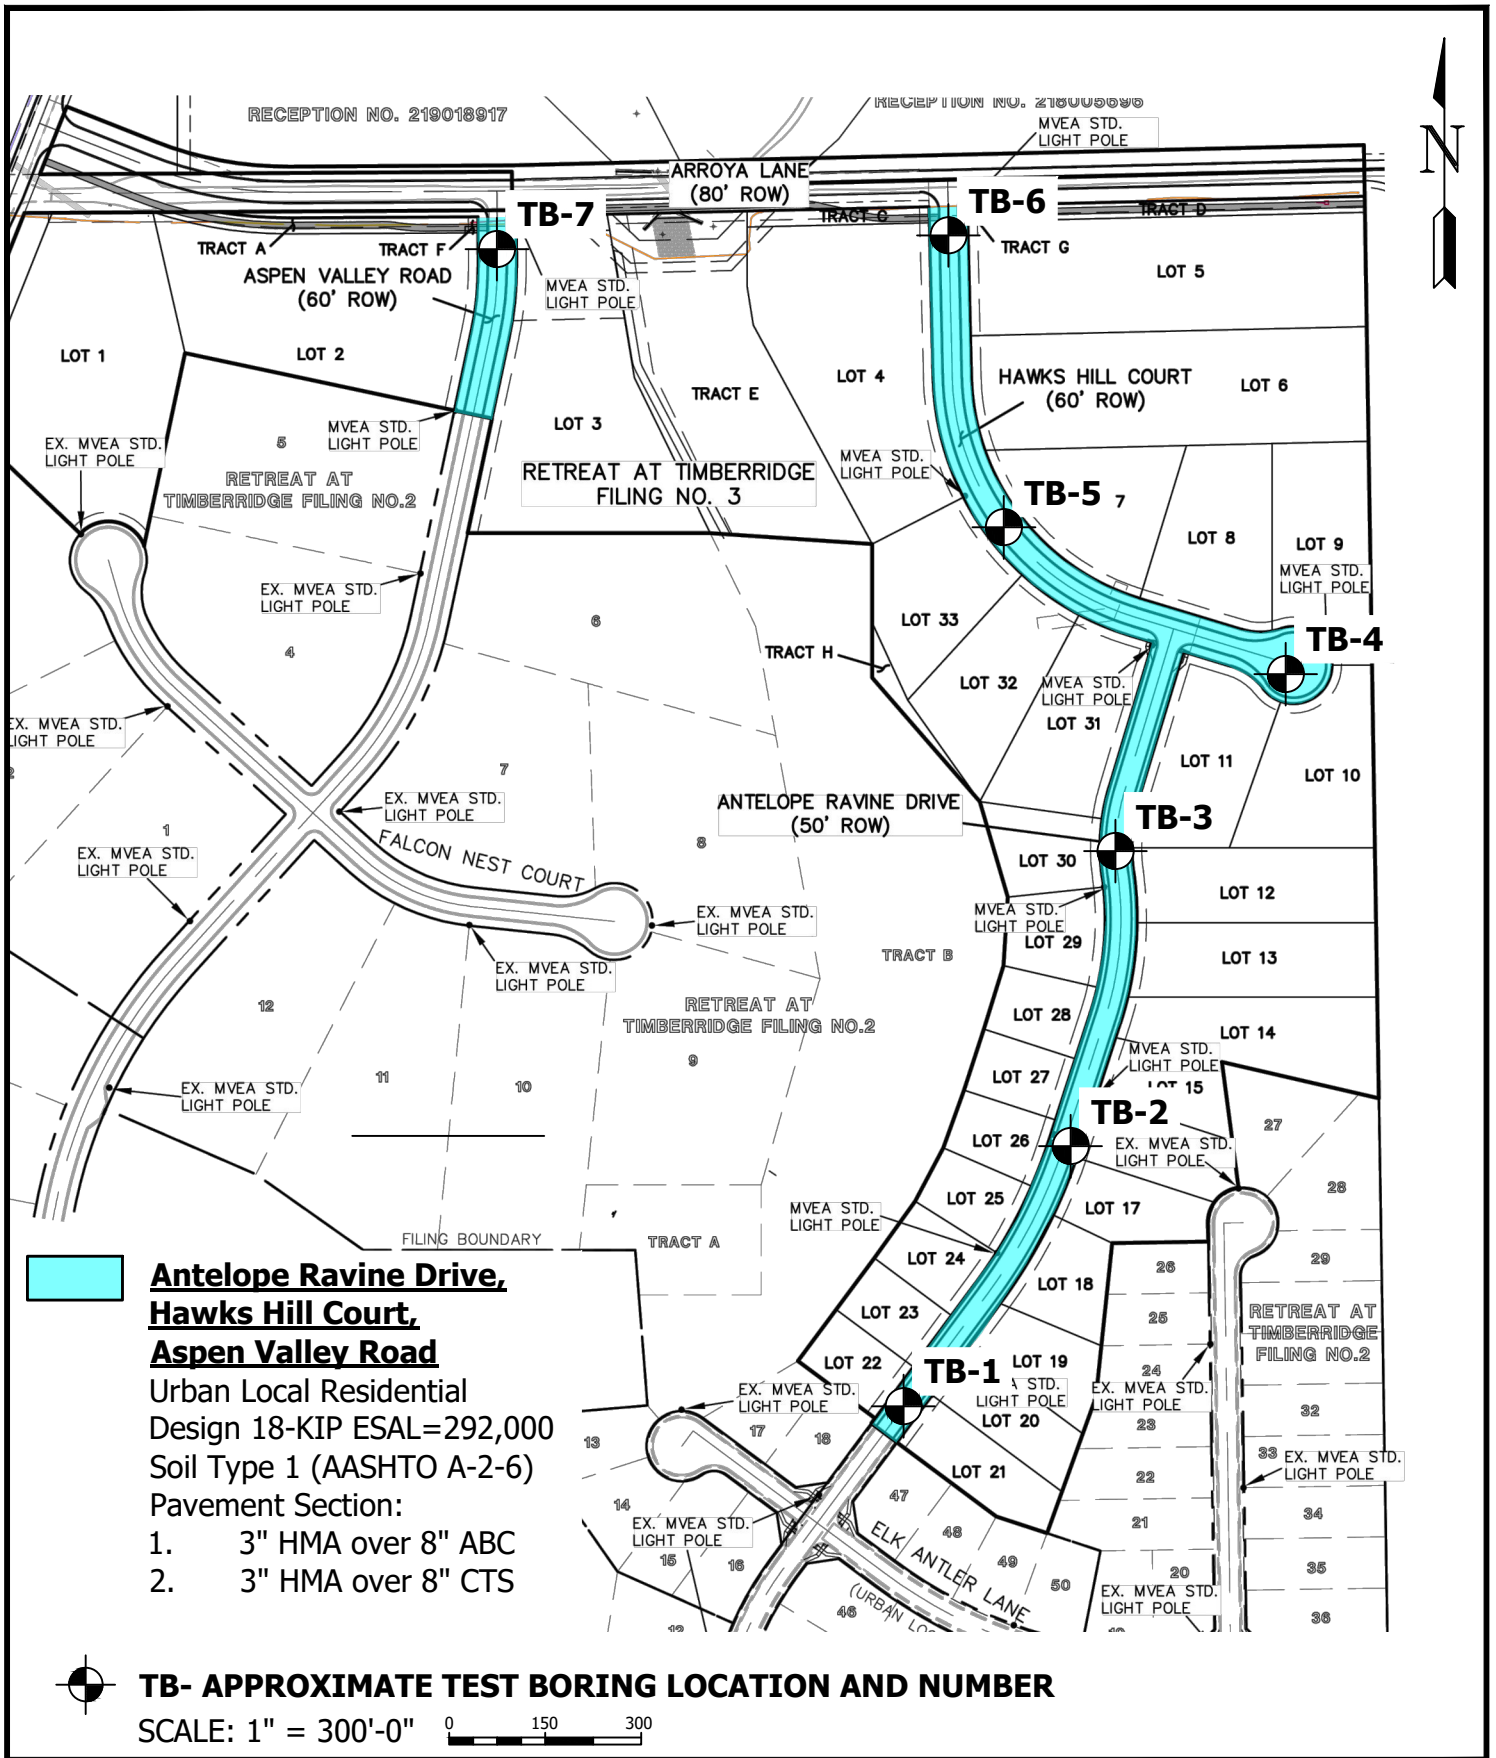 RECEPTION NO. 219018917
RECEPTION NO. 218005696
MVEA STD.
LIGHT POLE
N
ARROYA LANE
(80' ROW)
TB-7
TB-6
TRACT C
TRACT D
TRACT A
TRACT F
TRACT G
ASPEN VALLEY ROAD
(60' ROW)
MVEA STD.
LIGHT POLE
LOT 5
LOT 1
LOT 2
LOT 4
HAWKS HILL COURT
(60' ROW)
LOT 6
TRACT E
LOT 3
MVEA STD.
LIGHT POLE
EX. MVEA STD.
LIGHT POLE
5
RETREAT AT
TIMBERRIDGE FILING NO.2
RETREAT AT TIMBERRIDGE
FILING NO. 3
MVEA STD.
LIGHT POLE
TB-5
7
LOT 8
LOT 9
MVEA STD.
LIGHT POLE
EX. MVEA STD.
LIGHT POLE
6
LOT 33
TB-4
4
TRACT H
LOT 32
MVEA STD.
LIGHT POLE
LOT 31
EX. MVEA STD.
LIGHT POLE
2
7
LOT 11
LOT 10
EX. MVEA STD.
LIGHT POLE
ANTELOPE RAVINE DRIVE
(50' ROW)
TB-3
1
8
FALCON NEST COURT
EX. MVEA STD.
LIGHT POLE
LOT 30
LOT 12
EX. MVEA STD.
LIGHT POLE
MVEA STD.
LIGHT POLE
LOT 29
TRACT B
LOT 13
EX. MVEA STD.
LIGHT POLE
12
RETREAT AT
TIMBERRIDGE FILING NO.2
LOT 28
LOT 14
MVEA STD.
LIGHT POLE
9
11
10
LOT 27
LOT 15
EX. MVEA STD.
LIGHT POLE
TB-2
27
LOT 26
EX. MVEA STD.
LIGHT POLE
28
LOT 25
LOT 17
MVEA STD.
LIGHT POLE
FILING BOUNDARY
TRACT A
LOT 24
26
29
LOT 18
Antelope Ravine Drive,
Hawks Hill Court,
Aspen Valley Road
Urban Local Residential
Design 18-KIP ESAL=292,000
Soil Type 1 (AASHTO A-2-6)
Pavement Section:
1. 3" HMA over 8" ABC
2. 3" HMA over 8" CTS
LOT 23
25
RETREAT AT
TIMBERRIDGE
FILING NO.2
LOT 22
TB-1
LOT 19
24
A STD.
LIGHT POLE
EX. MVEA STD.
LIGHT POLE
EX. MVEA STD.
LIGHT POLE
LOT 20
32
17
18
23
13
33
EX. MVEA STD.
LIGHT POLE
LOT 21
22
14
47
34
EX. MVEA STD.
LIGHT POLE
ELK ANTLER LANE
48
21
15
16
49
20
35
50
EX. MVEA STD.
LIGHT POLE
46
(URBAN LOC
36
12
19
TB- APPROXIMATE TEST BORING LOCATION AND NUMBER
SCALE: 1" = 300'-0"
0 150 300